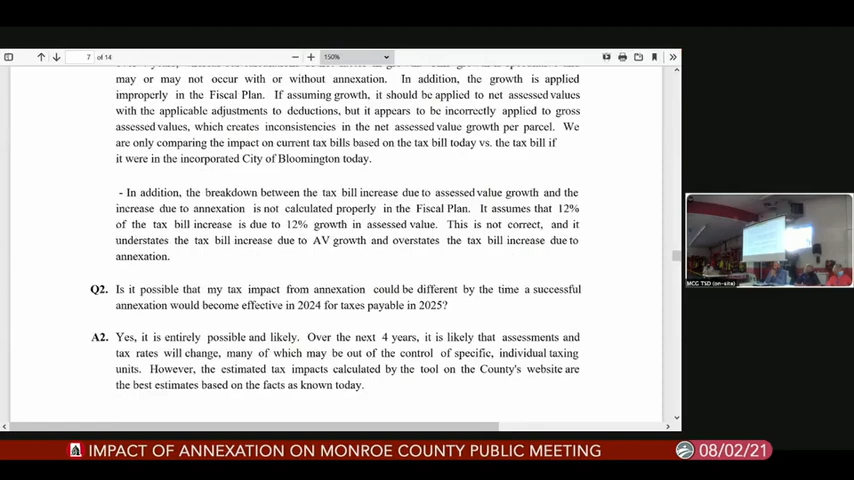 7 of 14
150%
may or may not occur with or without annexation. In addition, the growth is applied
improperly in the Fiscal Plan. If assuming growth, it should be applied to net assessed values
with the applicable adjustments to deductions, but it appears to be incorrectly applied to gross
assessed values, which creates inconsistencies in the net assessed value growth per parcel. We
are only comparing the impact on current tax bills based on the tax bill today vs. the tax bill if
it were in the incorporated City of Bloomington today.
- In addition, the breakdown between the tax bill increase due to assessed value growth and the
increase due to annexation is not calculated properly in the Fiscal Plan. It assumes that 12%
of the tax bill increase is due to 12% growth in assessed value. This is not correct, and it
understates the tax bill increase due to AV growth and overstates the tax bill increase due to
annexation.
Q2. Is it possible that my tax impact from annexation could be different by the time a successful
annexation would become effective in 2024 for taxes payable in 2025?
A2. Yes, it is entirely possible and likely. Over the next 4 years, it is likely that assessments and
tax rates will change, many of which may be out of the control of specific, individual taxing
units. However, the estimated tax impacts calculated by the tool on the County's website are
the best estimates based on the facts as known today.
MCG TSD (on-site)
IMPACT OF ANNEXATION ON MONROE COUNTY PUBLIC MEETING
08/02/21